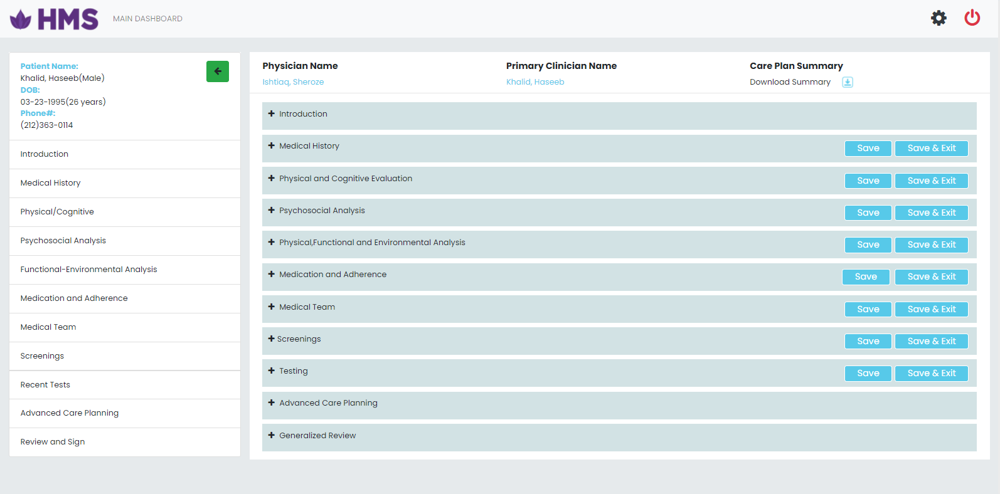 HMS
MAIN DASHBOARD
Patient Name:
Khalid, Haseeb(Male)
DOB:
03-23-1995(26 years)
Phone#:
(212)363-0114
Introduction
Medical History
Physical/Cognitive
Psychosocial Analysis
Functional-Environmental Analysis
Medication and Adherence
Medical Team
Screenings
Recent Tests
Advanced Care Planning
Review and Sign
Physician Name
Ishtiaq, Sheroze
Primary Clinician Name
Khalid, Haseeb
Care Plan Summary
Download Summary
+ Introduction
+ Medical History Save Save & Exit
+ Physical and Cognitive Evaluation Save Save & Exit
+ Psychosocial Analysis Save Save & Exit
+ Physical,Functional and Environmental Analysis Save Save & Exit
+ Medication and Adherence Save Save & Exit
+ Medical Team Save Save & Exit
+ Screenings Save Save & Exit
+ Testing Save Save & Exit
+ Advanced Care Planning
+ Generalized Review